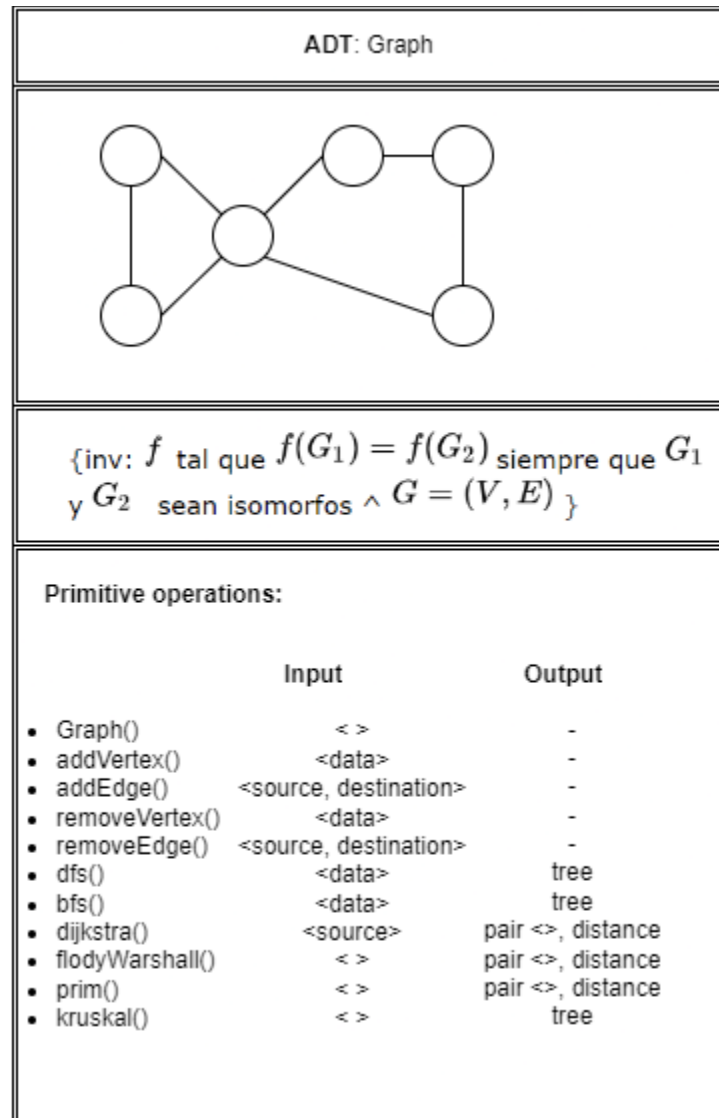 ADT: Graph
{inv: f tal que f(G₁) = f(G₂) siempre que G₁
y G₂ sean isomorfos ^ G = (V, E) }
Primitive operations:
Input Output
• Graph() < > -
• addVertex() <data> -
• addEdge() <source, destination> -
• removeVertex() <data> -
• removeEdge() <source, destination> -
• dfs() <data> tree
• bfs() <data> tree
• dijkstra() <source> pair <>, distance
• flodyWarshall() < > pair <>, distance
• prim() < > pair <>, distance
• kruskal() < > tree